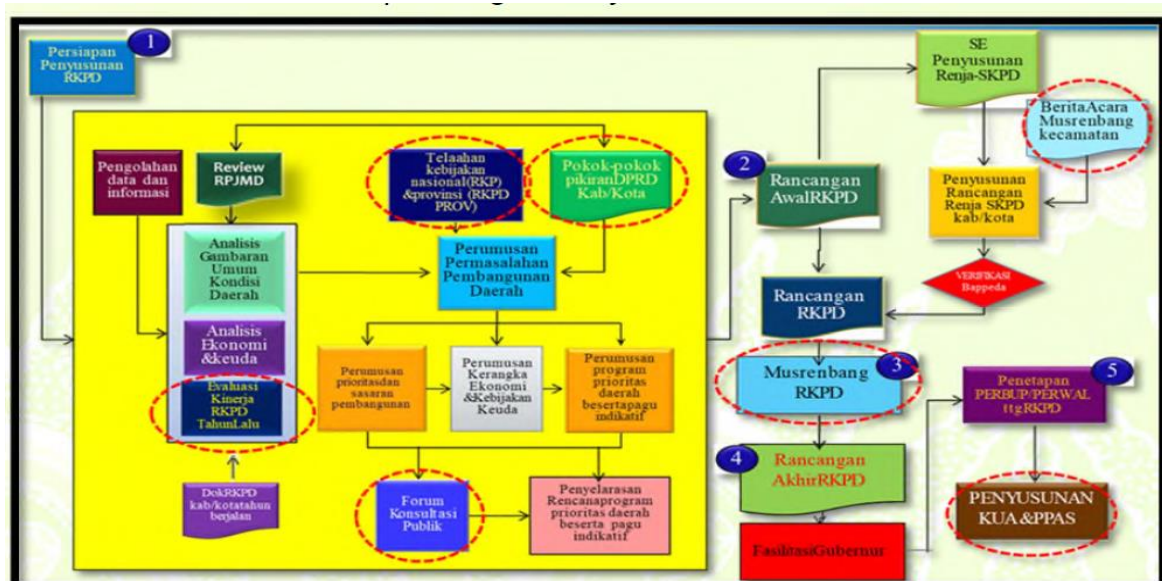 Persiapan
Penyusunan
RKPD
1
Pengolahan
data dan
informasi
Review
RPJMD
Telaahan
kebijakan
nasional(RKP)
&provinsi (RKPD
PROV)
Pokok-pokok
pikiranDPRD
Kab/Kota
Analisis
Gambaran
Umum
Kondisi
Daerah
Analisis
Ekonomi
&keuda
Evaluasi
Kinerja
RKPD
TahunLalu
DokRKPD
kab/kotatahun
berjalan
Perumusan
Permasalahan
Pembangunan
Daerah
Perumusan
prioritasdan
sasaran
pembangunan
Perumusan
Kerangka
Ekonomi
&Kebijakan
Keuda
Perumusan
program
prioritas
daerah
besertapagu
indikatif
Forum
Konsultasi
Publik
Penyelarasan
Rencanaprogram
prioritas daerah
beserta pagu
indikatif
2
Rancangan
AwalRKPD
SE
Penyusunan
Renja-SKPD
BeritaAcara
Musrenbang
kecamatan
Penyusunan
Rancangan
Renja SKPD
kab/kota
VERIFIKASI
Bappeda
Rancangan
RKPD
3
Musrenbang
RKPD
4
Rancangan
AkhirRKPD
FasilitasiGubernur
5
Penetapan
PERBUP/PERWAL
ttgRKPD
PENYUSUNAN
KUA &PPAS